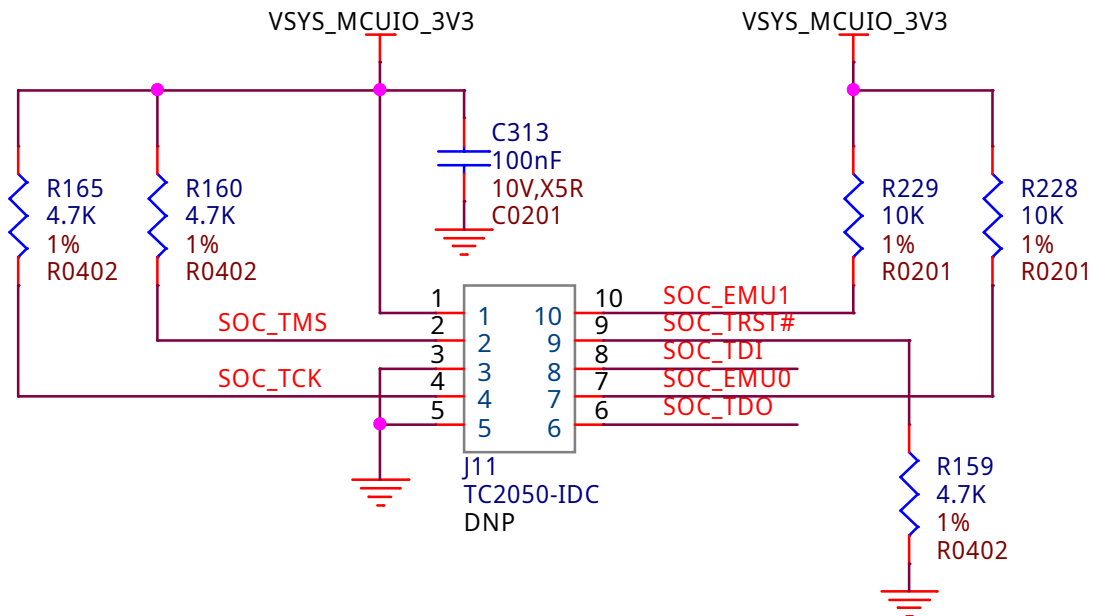 VSYS_MCUIO_3V3
VSYS_MCUIO_3V3
C313
100nF
10V,X5R
C0201
R165
4.7K
1%
R0402
R160
4.7K
1%
R0402
R229
10K
1%
R0201
R228
10K
1%
R0201
1 1 10 10 SOC_EMU1
SOC_TMS 2 2 9 9 SOC_TRST#
3 3 8 8 SOC_TDI
SOC_TCK 4 4 7 7 SOC_EMU0
5 5 6 6 SOC_TDO
J11
TC2050-IDC
DNP
R159
4.7K
1%
R0402